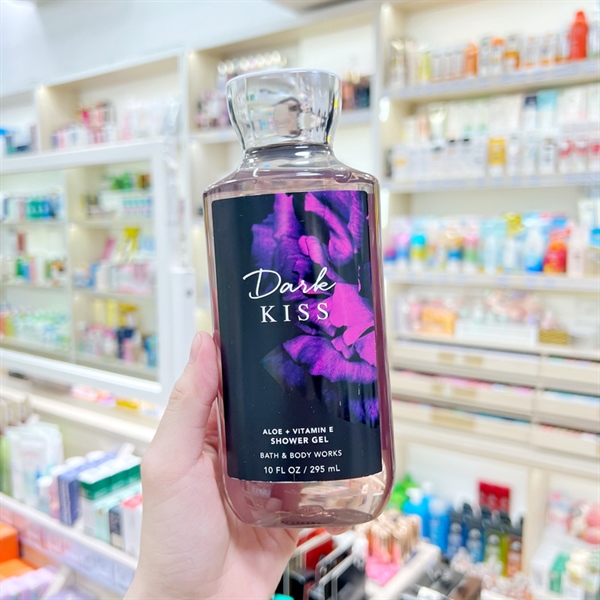 Dark
KISS
ALOE + VITAMIN E
SHOWER GEL
BATH & BODY WORKS
10 FL OZ / 295 mL